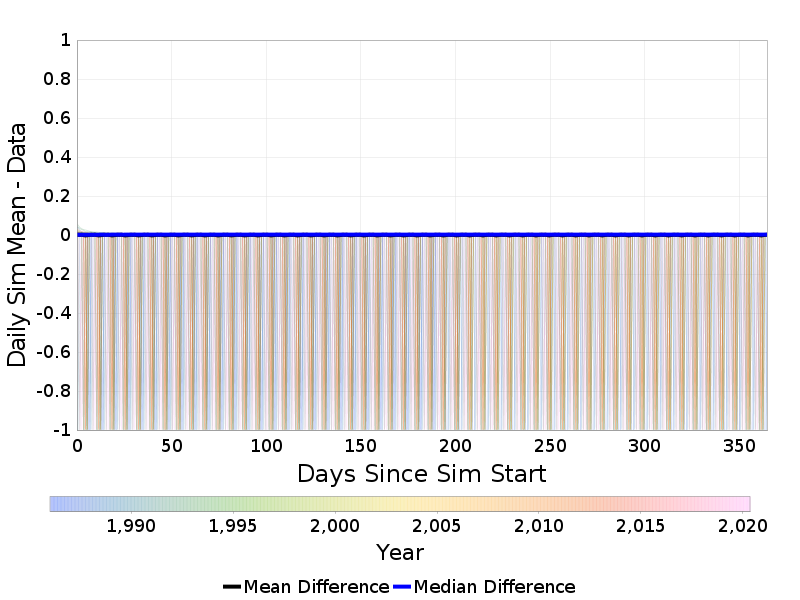 1
0.8
0.6
0.4
0.2
0
-0.2
-0.4
-0.6
-0.8
-1
Daily Sim Mean - Data
0 50 100 150 200 250 300 350
Days Since Sim Start
1,990 1,995 2,000 2,005 2,010 2,015 2,020
Year
Mean Difference Median Difference